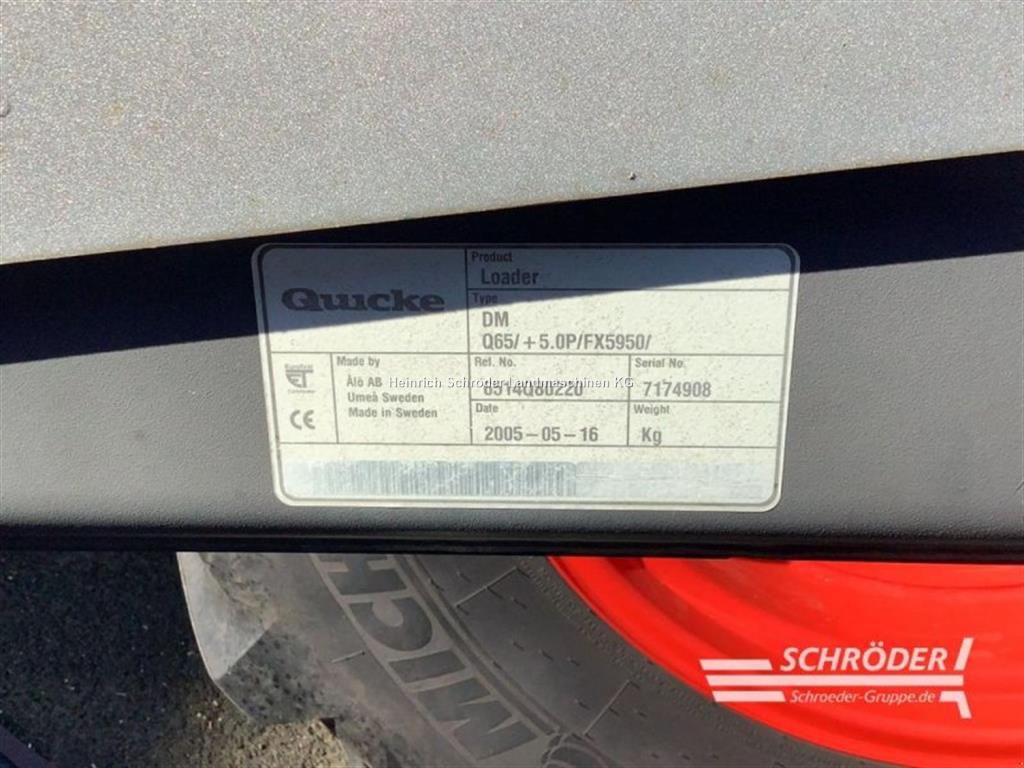 Quicke
Product
Loader
Type
DM
Q65/+5.0P/FX5950/
Made by
Ålö AB
Umeå Sweden
Made in Sweden
Ref. No.
6514Q80220
Serial No.
7174908
Date
2005-05-16
Weight
Kg
CE
Heinrich Schröder Landmaschinen KG
MICH
SCHRÖDER
Schroeder-Gruppe.de